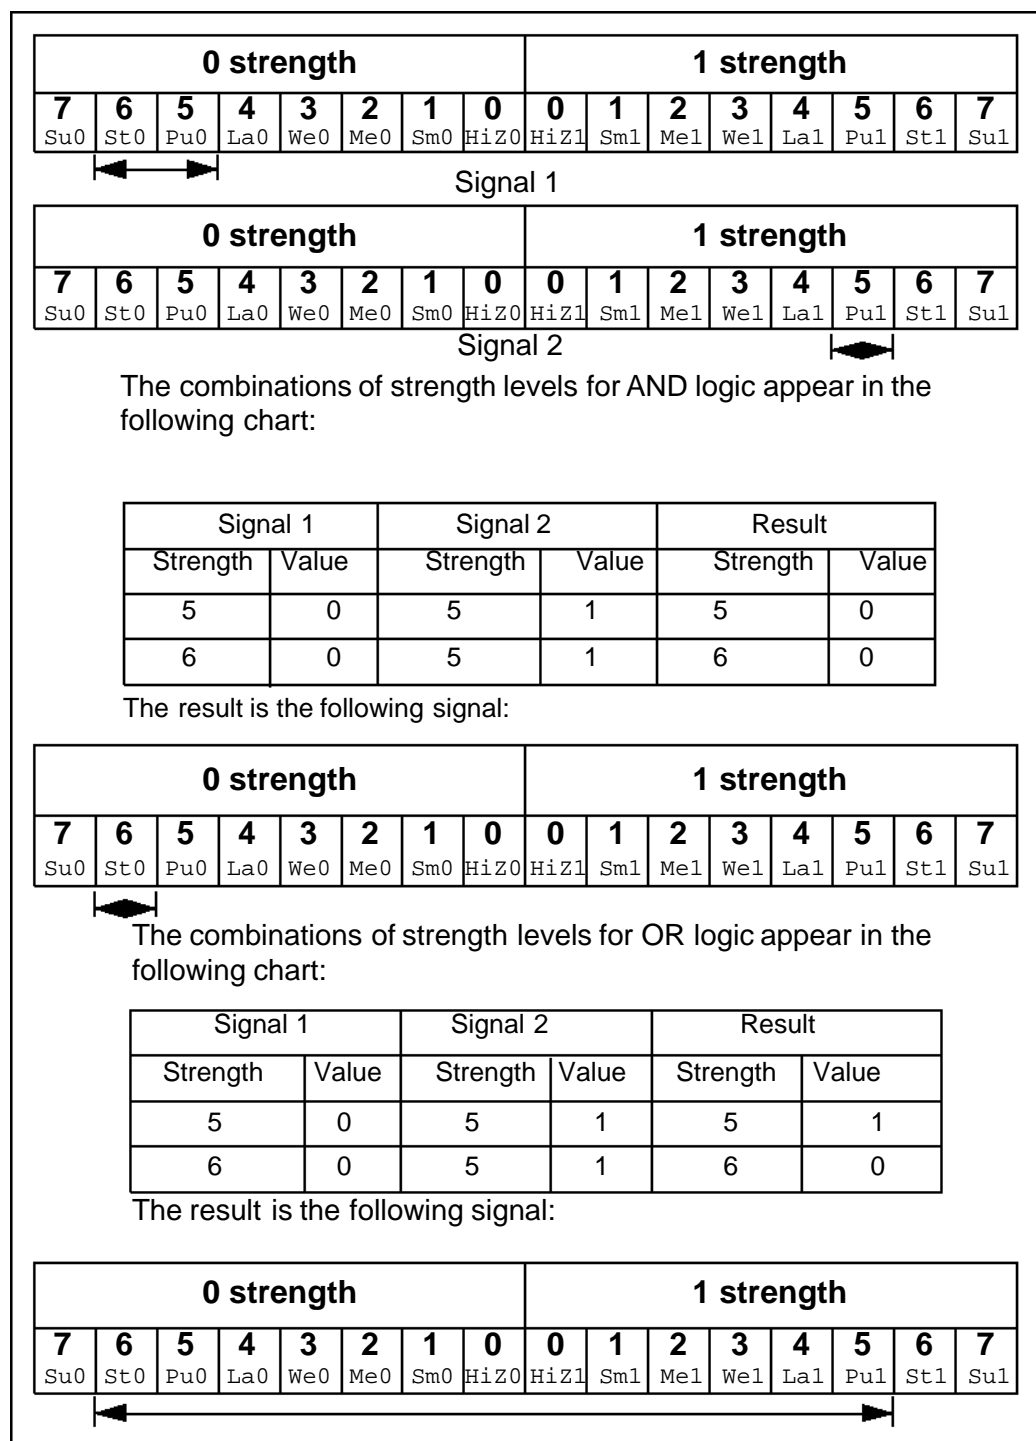 0 strength 1 strength
7 6 5 4 3 2 1 0 0 1 2 3 4 5 6 7
Su0 St0 Pu0 La0 We0 Me0 Sm0 HiZ0 HiZ1 Sm1 Me1 We1 La1 Pu1 St1 Su1
Signal 1
0 strength 1 strength
7 6 5 4 3 2 1 0 0 1 2 3 4 5 6 7
Su0 St0 Pu0 La0 We0 Me0 Sm0 HiZ0 HiZ1 Sm1 Me1 We1 La1 Pu1 St1 Su1
Signal 2
The combinations of strength levels for AND logic appear in the
following chart:
Signal 1 Signal 2 Result
Strength Value Strength Value Strength Value
5 0 5 1 5 0
6 0 5 1 6 0
The result is the following signal:
0 strength 1 strength
7 6 5 4 3 2 1 0 0 1 2 3 4 5 6 7
Su0 St0 Pu0 La0 We0 Me0 Sm0 HiZ0 HiZ1 Sm1 Me1 We1 La1 Pu1 St1 Su1
The combinations of strength levels for OR logic appear in the
following chart:
Signal 1 Signal 2 Result
Strength Value Strength Value Strength Value
5 0 5 1 5 1
6 0 5 1 6 0
The result is the following signal:
0 strength 1 strength
7 6 5 4 3 2 1 0 0 1 2 3 4 5 6 7
Su0 St0 Pu0 La0 We0 Me0 Sm0 HiZ0 HiZ1 Sm1 Me1 We1 La1 Pu1 St1 Su1